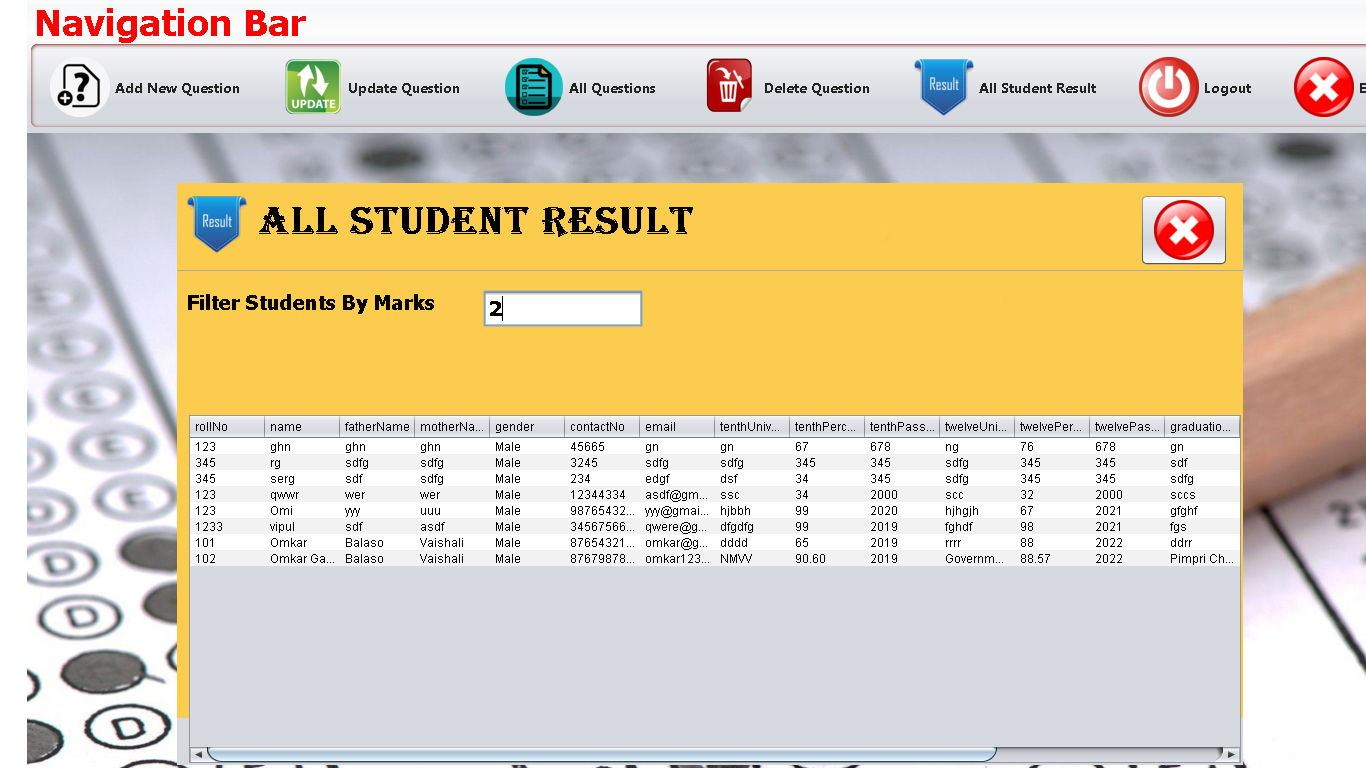 Navigation Bar
Add New Question UPDATE Update Question All Questions Delete Question Result All Student Result Logout E
Result ALL STUDENT RESULT
Filter Students By Marks 2
rollNo name fatherName motherNa... gender contactNo email tenthUniv... tenthPerc... tenthPass... twelveUni... twelvePer... twelvePas... graduatio...
123 ghn ghn ghn Male 45665 gn gn 67 678 ng 76 678 gn
345 rg sdfg sdfg Male 3245 sdfg sdfg 345 345 sdfg 345 345 sdf
345 serg sdf sdfg Male 234 edgf dsf 34 345 sdfg 345 345 sdfg
123 qwwr wer wer Male 12344334 asdf@gm... ssc 34 2000 scc 32 2000 sccs
123 Omi yyy uuu Male 98765432... yyy@gmai... hjbbh 99 2020 hjhgjh 67 2021 gfghf
1233 vipul sdf asdf Male 34567566... qwere@g... dfgdfg 99 2019 fghdf 98 2021 fgs
101 Omkar Balaso Vaishali Male 87654321... omkar@g... dddd 65 2019 rrrr 88 2022 ddrr
102 Omkar Ga... Balaso Vaishali Male 87679878... omkar123... NMVV 90.60 2019 Governm... 88.57 2022 Pimpri Ch...
D
D
D